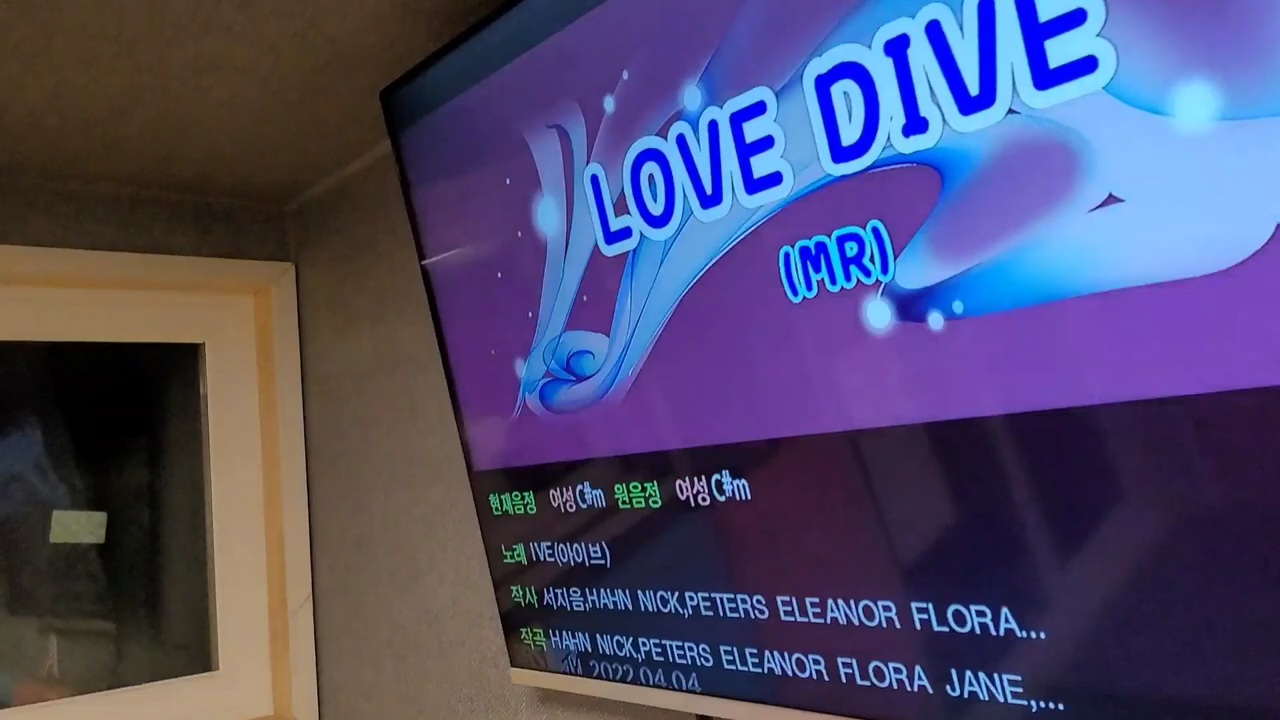 LOVE DIVE
(MR)
현재음정 여성C#m 원음정 여성C#m
노래 IVE(아이브)
작사 서지음,HAHN NICK,PETERS ELEANOR FLORA...
작곡 HAHN NICK,PETERS ELEANOR FLORA JANE,...
2022.04.04